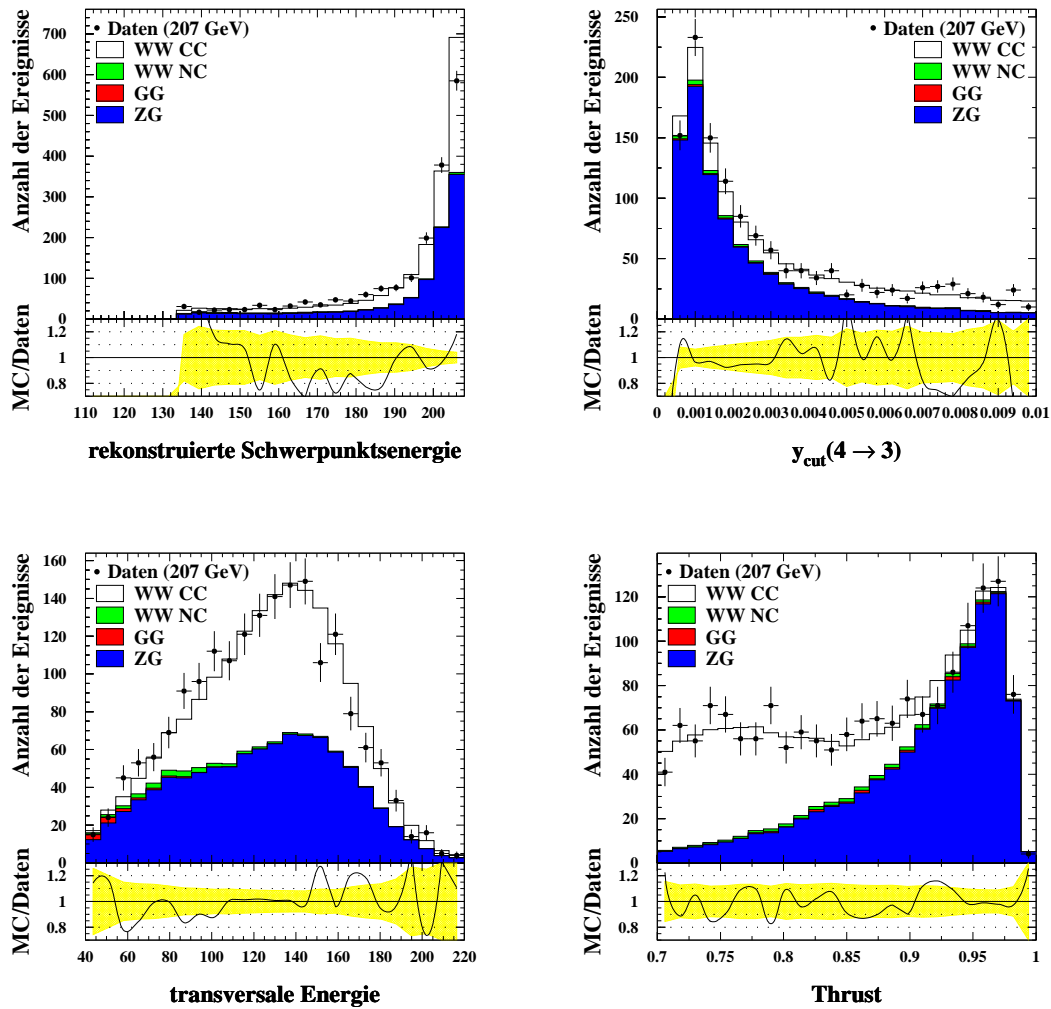 Anzahl der Ereignisse
700
600
500
400
300
200
100
0
Daten (207 GeV)
WW CC
WW NC
GG
ZG
MC/Daten
1.2
1
0.8
110 120 130 140 150 160 170 180 190 200
rekonstruierte Schwerpunktsenergie
Anzahl der Ereignisse
250
200
150
100
50
0
Daten (207 GeV)
WW CC
WW NC
GG
ZG
MC/Daten
1.2
1
0.8
0 0.001 0.002 0.003 0.004 0.005 0.006 0.007 0.008 0.009 0.01
y_cut(4 → 3)
Anzahl der Ereignisse
160
140
120
100
80
60
40
20
0
Daten (207 GeV)
WW CC
WW NC
GG
ZG
MC/Daten
1.2
1
0.8
40 60 80 100 120 140 160 180 200 220
transversale Energie
Anzahl der Ereignisse
120
100
80
60
40
20
0
Daten (207 GeV)
WW CC
WW NC
GG
ZG
MC/Daten
1.2
1
0.8
0.7 0.75 0.8 0.85 0.9 0.95 1
Thrust